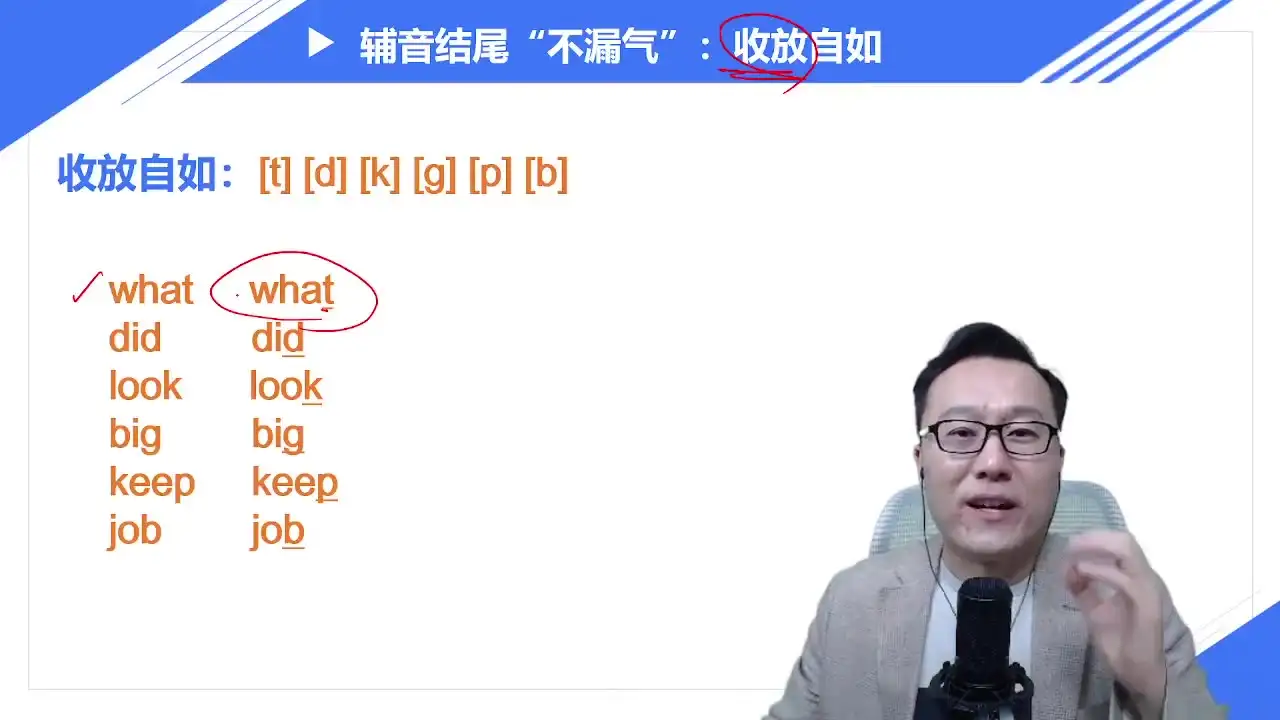 辅音结尾“不漏气”：收放自如
收放自如： [t] [d] [k] [g] [p] [b]
what what
did did
look look
big big
keep keep
job job